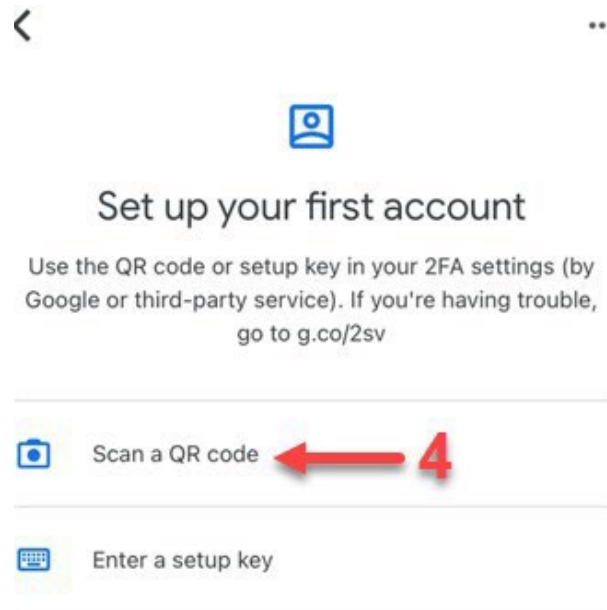 Set up your first account
Use the QR code or setup key in your 2FA settings (by
Google or third-party service). If you're having trouble,
go to g.co/2sv
Scan a QR code 4
Enter a setup key